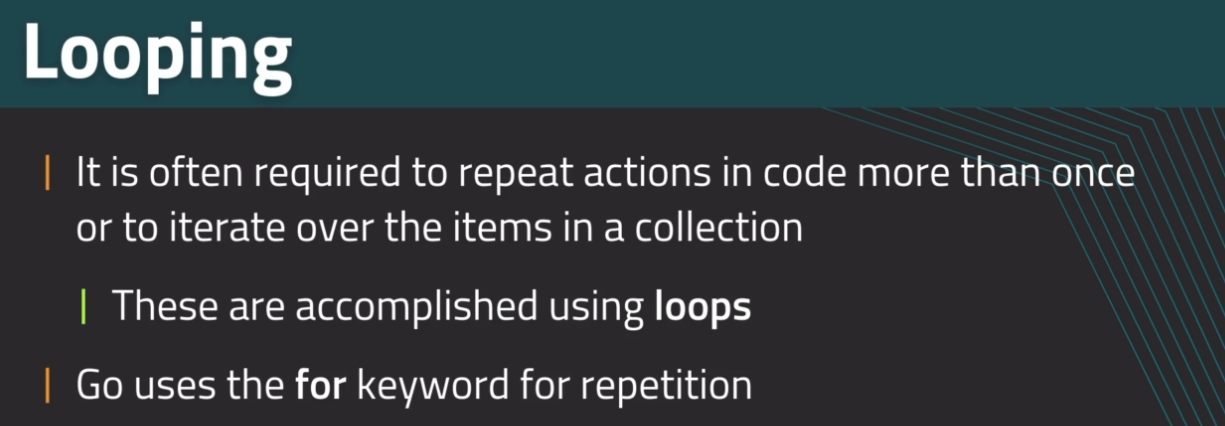 Looping
It is often required to repeat actions in code more than once
or to iterate over the items in a collection
These are accomplished using loops
Go uses the for keyword for repetition